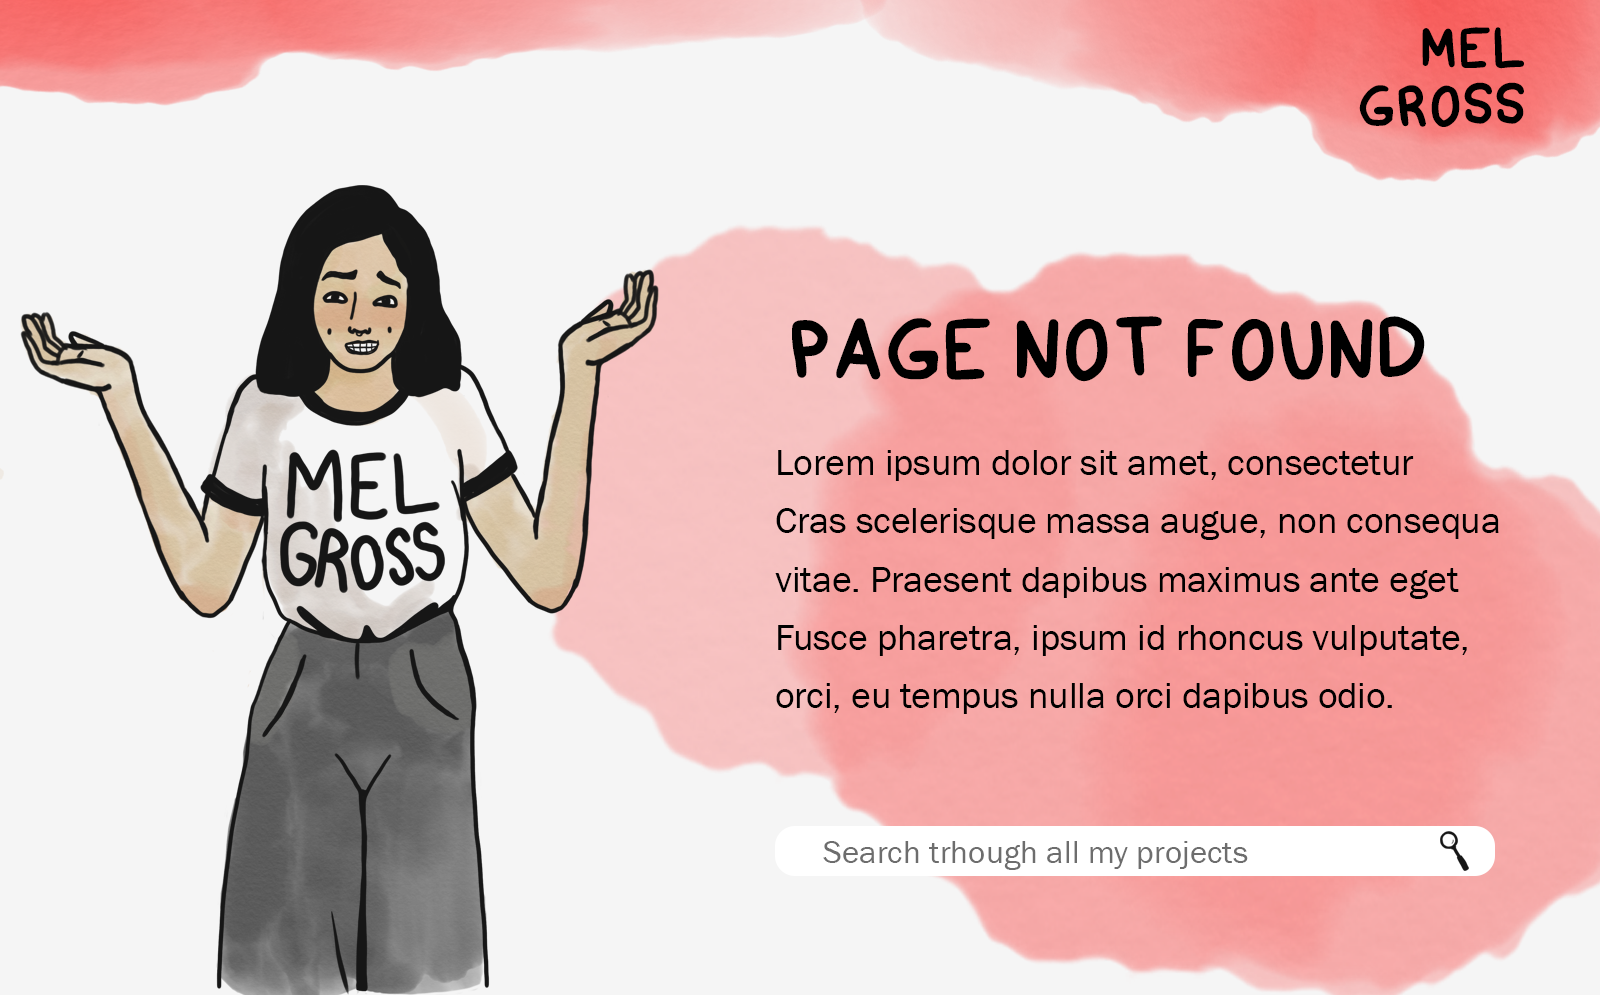 MEL
GROSS
MEL
GROSS
PAGE NOT FOUND
Lorem ipsum dolor sit amet, consectetur
Cras scelerisque massa augue, non consequa
vitae. Praesent dapibus maximus ante eget
Fusce pharetra, ipsum id rhoncus vulputate,
orci, eu tempus nulla orci dapibus odio.
Search trhough all my projects